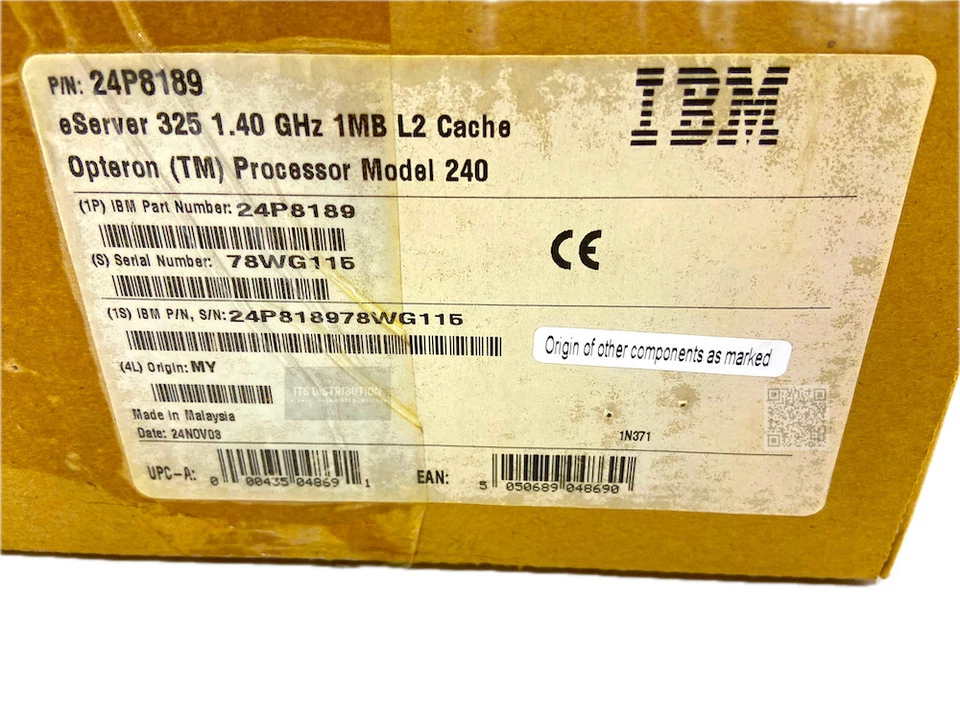 P/N: 24P8189
IBM
eServer 325 1.40 GHz 1MB L2 Cache
Opteron (TM) Processor Model 240
(1P) IBM Part Number: 24P8189
(S) Serial Number: 78WG115
CE
(1S) IBM P/N, S/N: 24P818978WG115
Origin of other components as marked
(4L) Origin: MY
ITS DISTRIBUTION
Made in Malaysia
Date: 24NOV03
1N371
UPC-A: 0 00435 04869 1
EAN: 5 050689 048690